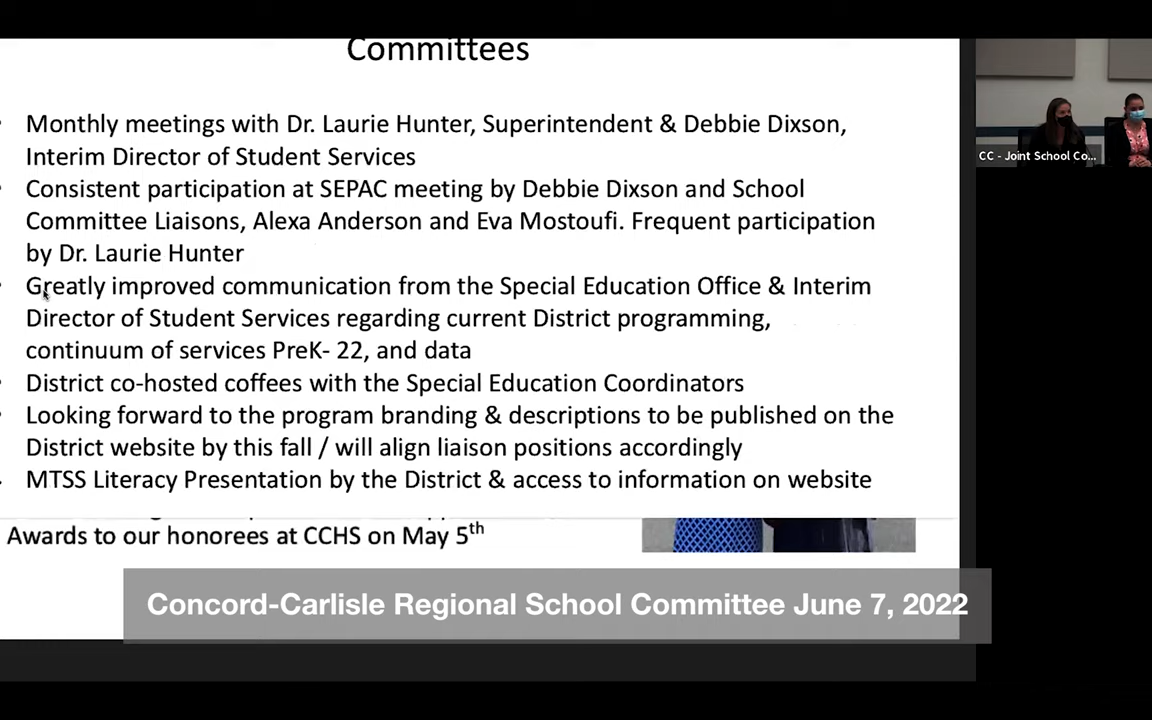 Committees
Monthly meetings with Dr. Laurie Hunter, Superintendent & Debbie Dixson,
Interim Director of Student Services
Consistent participation at SEPAC meeting by Debbie Dixson and School
Committee Liaisons, Alexa Anderson and Eva Mostoufi. Frequent participation
by Dr. Laurie Hunter
Greatly improved communication from the Special Education Office & Interim
Director of Student Services regarding current District programming,
continuum of services PreK- 22, and data
District co-hosted coffees with the Special Education Coordinators
Looking forward to the program branding & descriptions to be published on the
District website by this fall / will align liaison positions accordingly
MTSS Literacy Presentation by the District & access to information on website
Awards to our honorees at CCHS on May 5th
CC - Joint School Co...
Concord-Carlisle Regional School Committee June 7, 2022